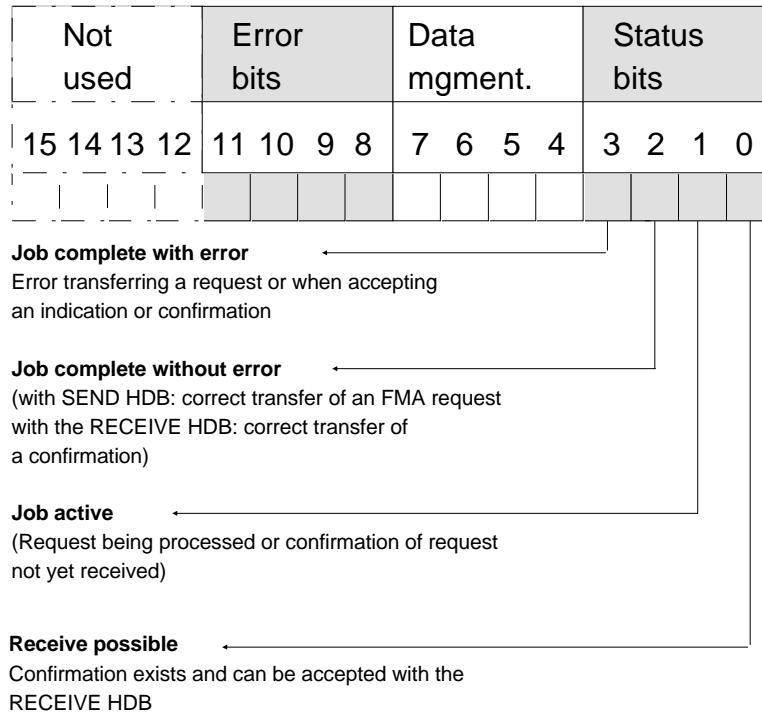 Not used Error bits Data mgment. Status bits
15 14 13 12 11 10 9 8 7 6 5 4 3 2 1 0
Job complete with error
Error transferring a request or when accepting
an indication or confirmation
Job complete without error
(with SEND HDB: correct transfer of an FMA request
with the RECEIVE HDB: correct transfer of
a confirmation)
Job active
(Request being processed or confirmation of request
not yet received)
Receive possible
Confirmation exists and can be accepted with the
RECEIVE HDB